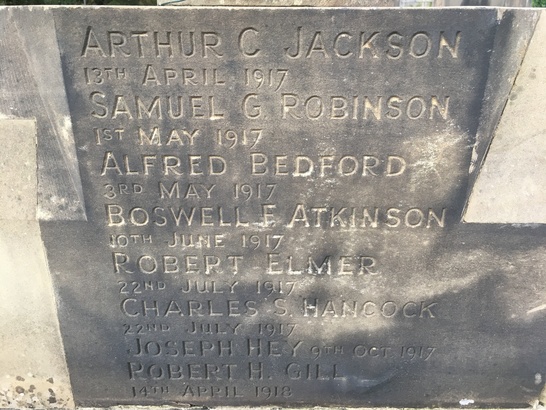 ARTHUR C JACKSON
13TH APRIL 1917
SAMUEL G ROBINSON
1ST MAY 1917
ALFRED BEDFORD
3RD MAY 1917
BOSWELL F. ATKINSON
10TH JUNE 1917
ROBERT ELMER
22ND JULY 1917
CHARLES S. HANCOCK
22ND JULY 1917
JOSEPH HEY 9TH OCT. 1917
ROBERT H. GILL
14TH APRIL 1918